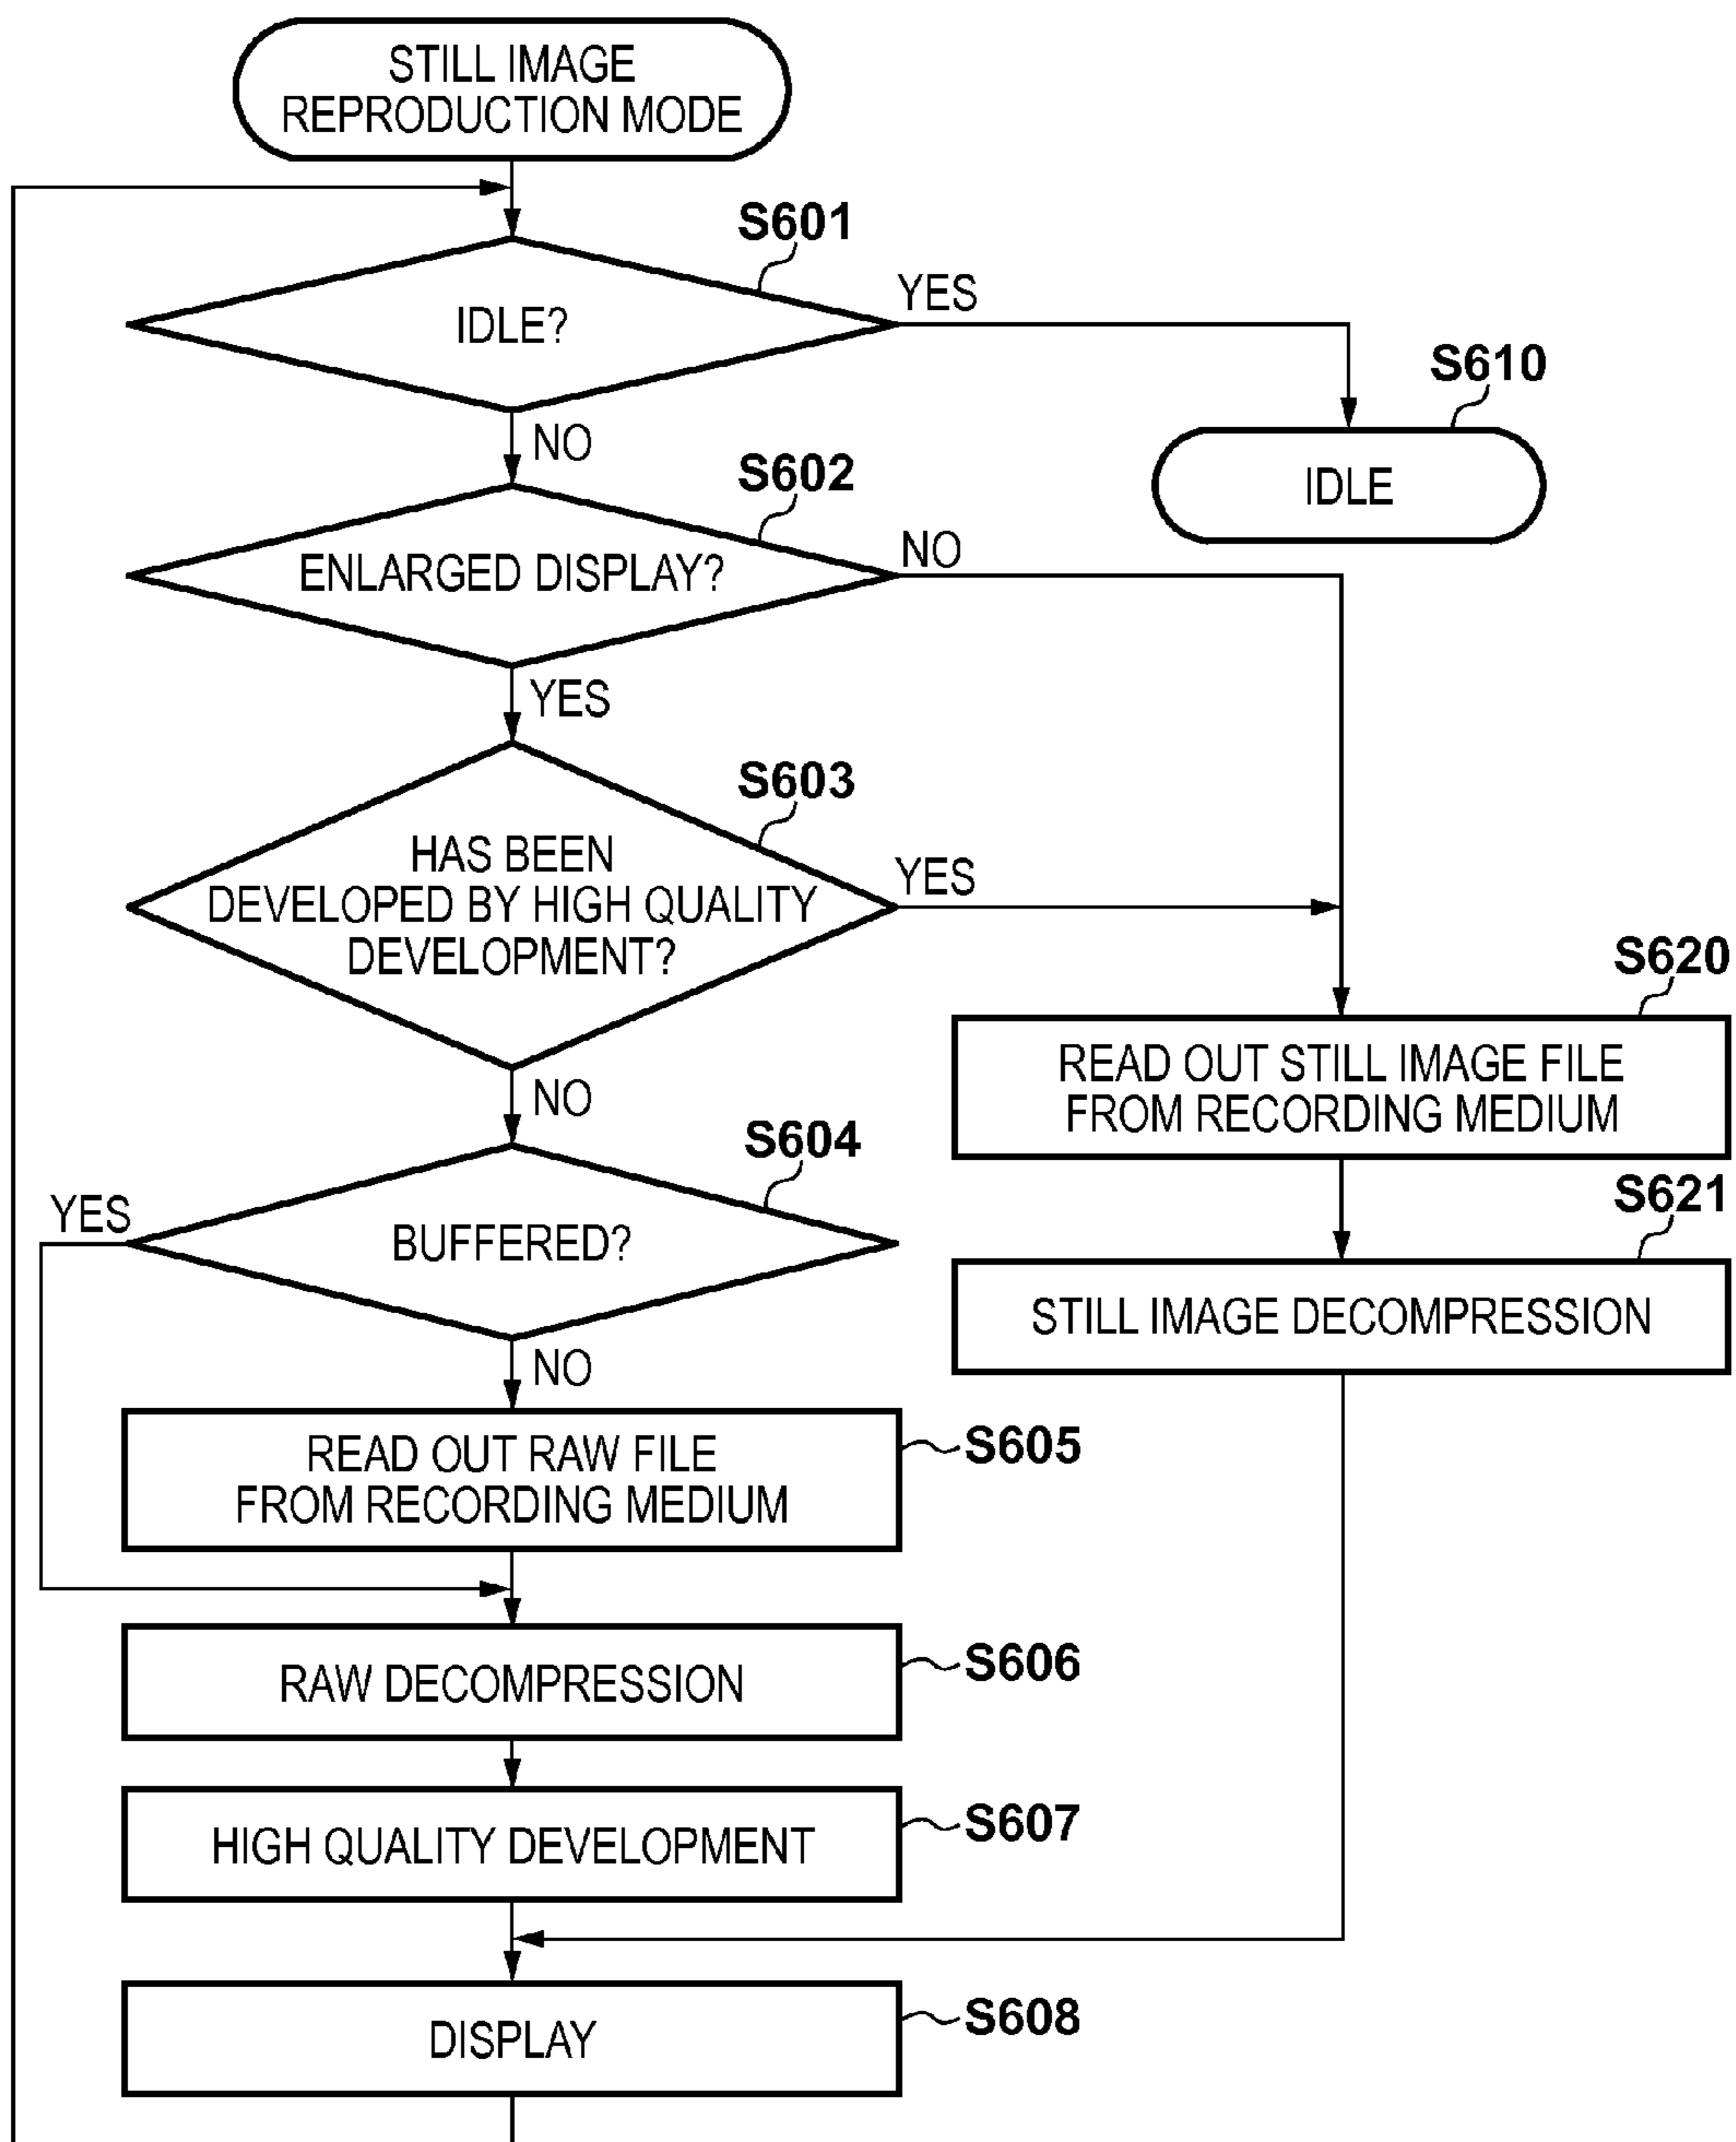 STILL IMAGE
REPRODUCTION MODE
S601
IDLE?
YES
NO
S610
IDLE
S602
ENLARGED DISPLAY?
NO
YES
S603
HAS BEEN
DEVELOPED BY HIGH QUALITY
DEVELOPMENT?
YES
NO
S620
READ OUT STILL IMAGE FILE
FROM RECORDING MEDIUM
S604
BUFFERED?
YES
NO
S621
STILL IMAGE DECOMPRESSION
READ OUT RAW FILE
FROM RECORDING MEDIUM
S605
RAW DECOMPRESSION
S606
HIGH QUALITY DEVELOPMENT
S607
DISPLAY
S608